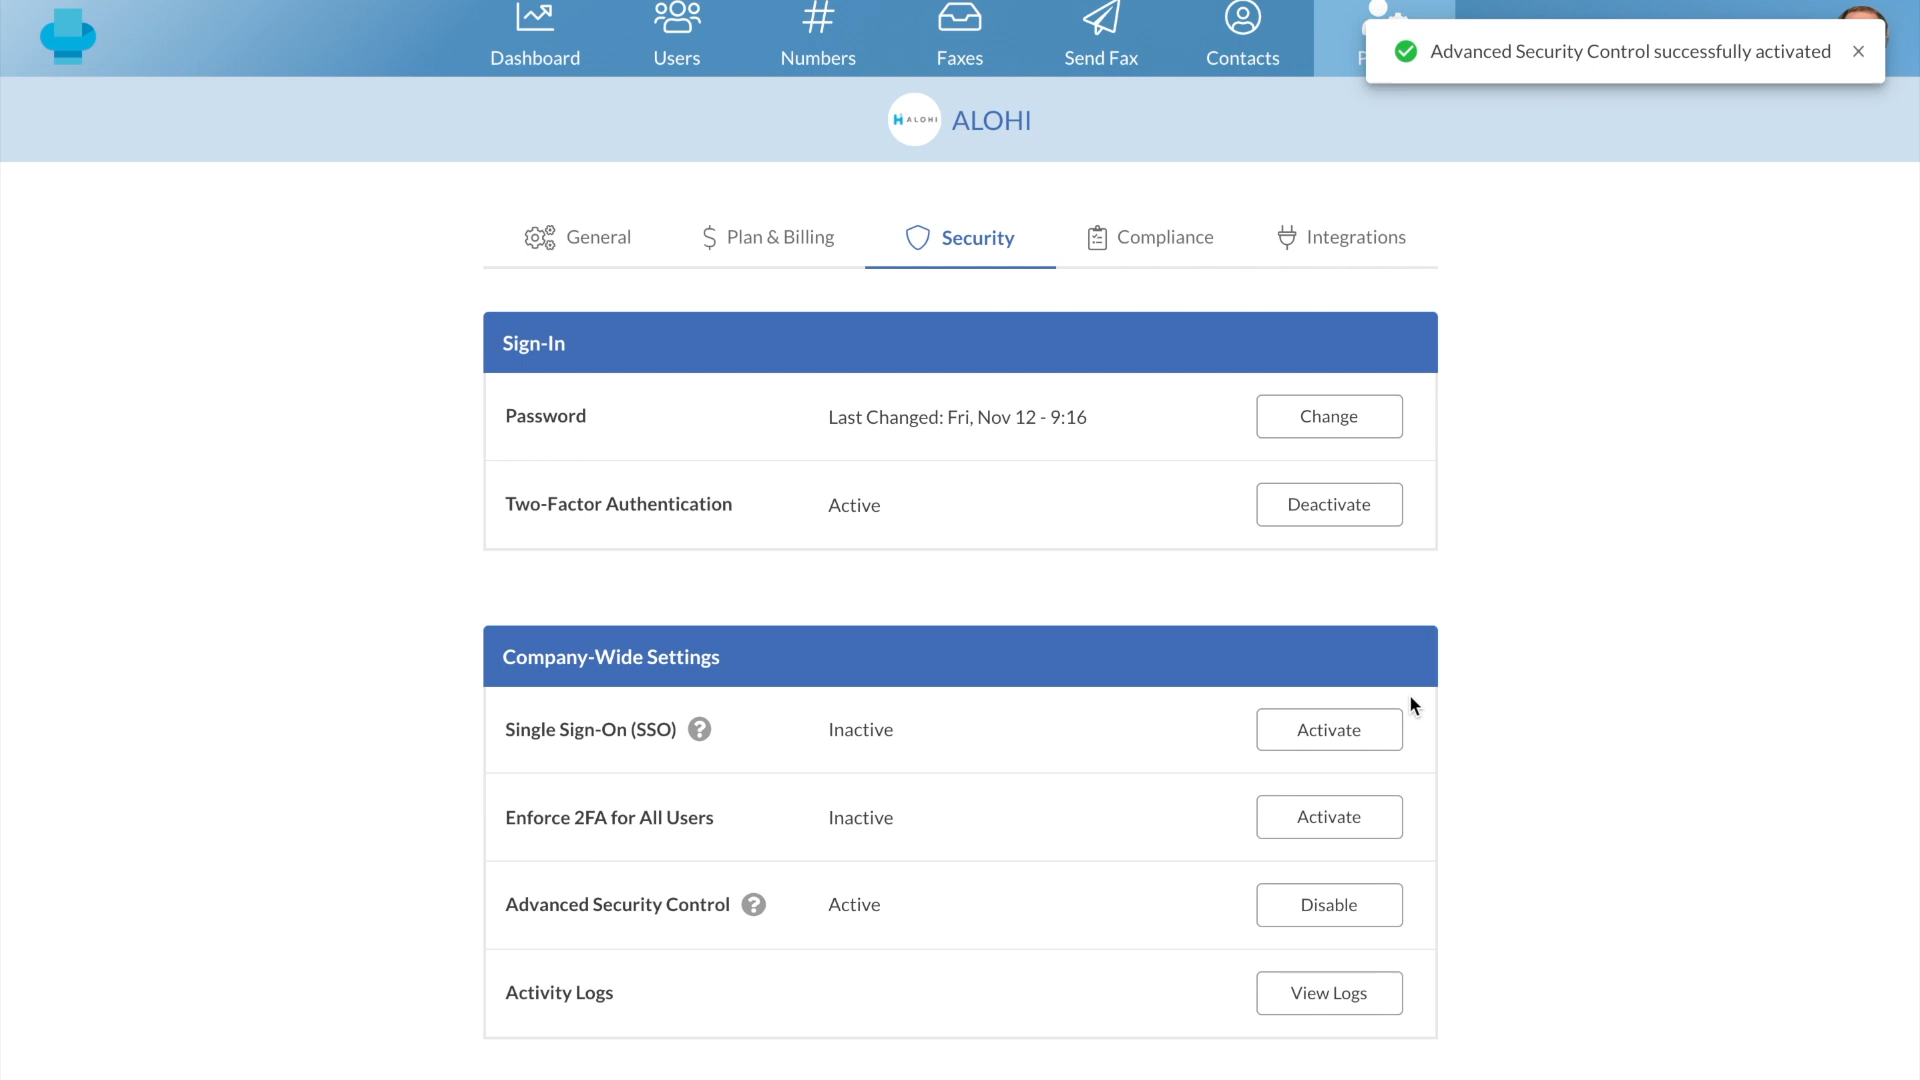 Dashboard
Users
Numbers
Faxes
Send Fax
Contacts
Advanced Security Control successfully activated
ALOHI
ALOHI
General
Plan & Billing
Security
Compliance
Integrations
Sign-In
Password
Last Changed: Fri, Nov 12 - 9:16
Change
Two-Factor Authentication
Active
Deactivate
Company-Wide Settings
Single Sign-On (SSO) ?
Inactive
Activate
Enforce 2FA for All Users
Inactive
Activate
Advanced Security Control ?
Active
Disable
Activity Logs
View Logs